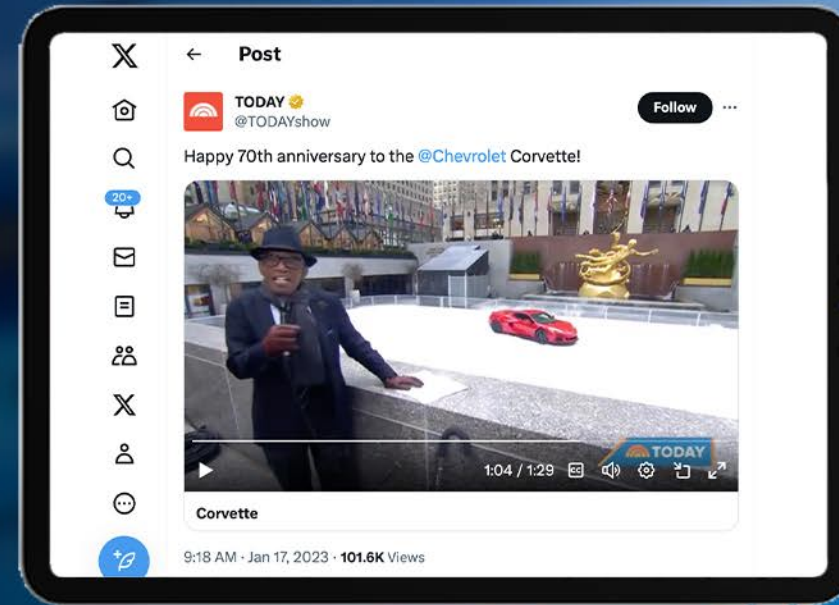 Post
TODAY
@TODAYshow
Follow
Happy 70th anniversary to the @Chevrolet Corvette!
20+
TODAY
1:04 / 1:29
CC
Corvette
9:18 AM · Jan 17, 2023 · 101.6K Views